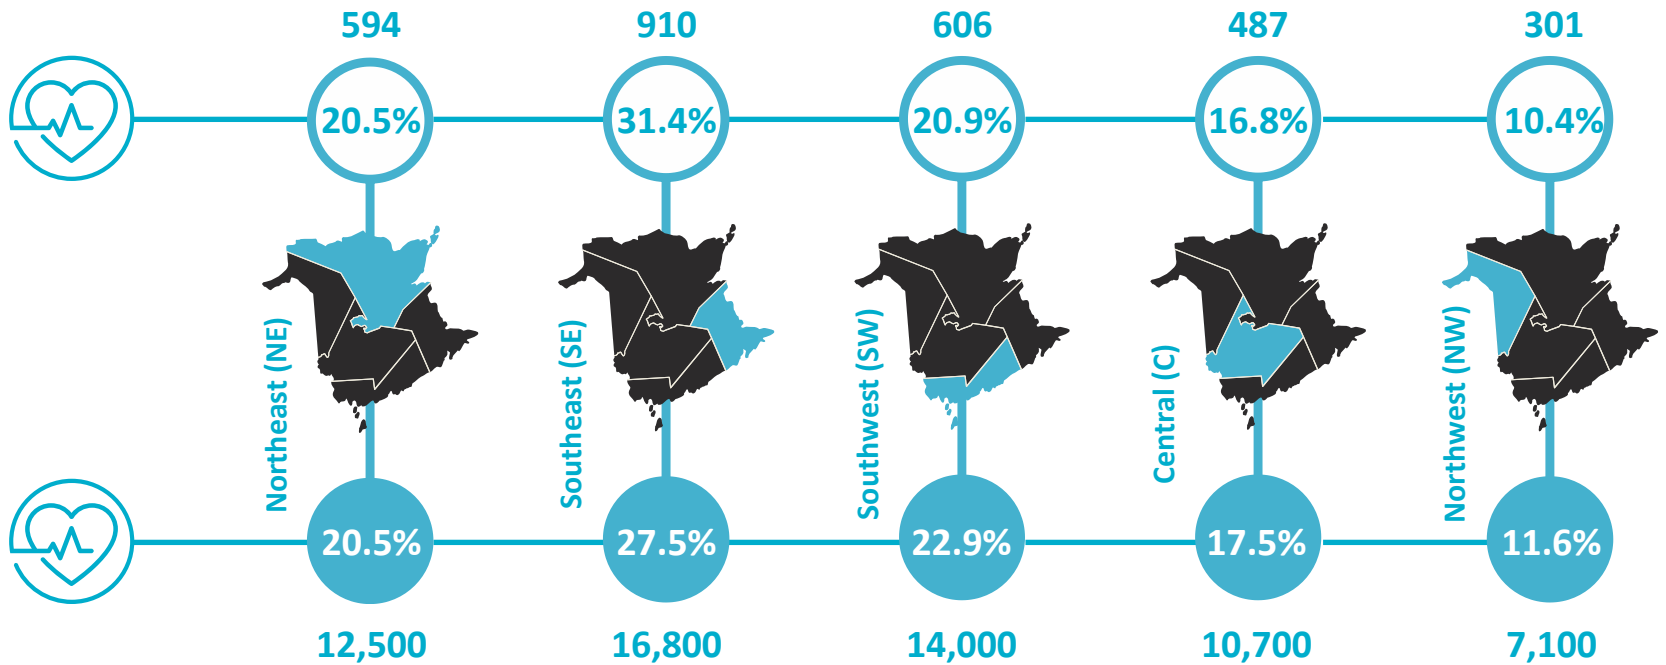 594 910 606 487 301
20.5% 31.4% 20.9% 16.8% 10.4%
Northeast (NE)
Southeast (SE)
Southwest (SW)
Central (C)
Northwest (NW)
20.5% 27.5% 22.9% 17.5% 11.6%
12,500 16,800 14,000 10,700 7,100